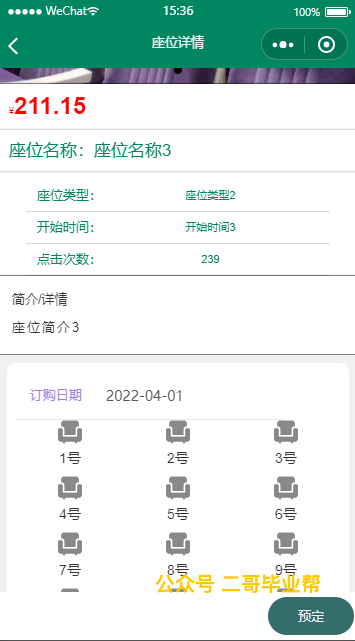 WeChat 15:36 100%
座位详情
¥211.15
座位名称：座位名称3
座位类型： 座位类型2
开始时间： 开始时间3
点击次数： 239
简介/详情
座位简介3
订购日期 2022-04-01
1号 2号 3号
4号 5号 6号
7号 8号 9号
公众号 二哥毕业帮
预定